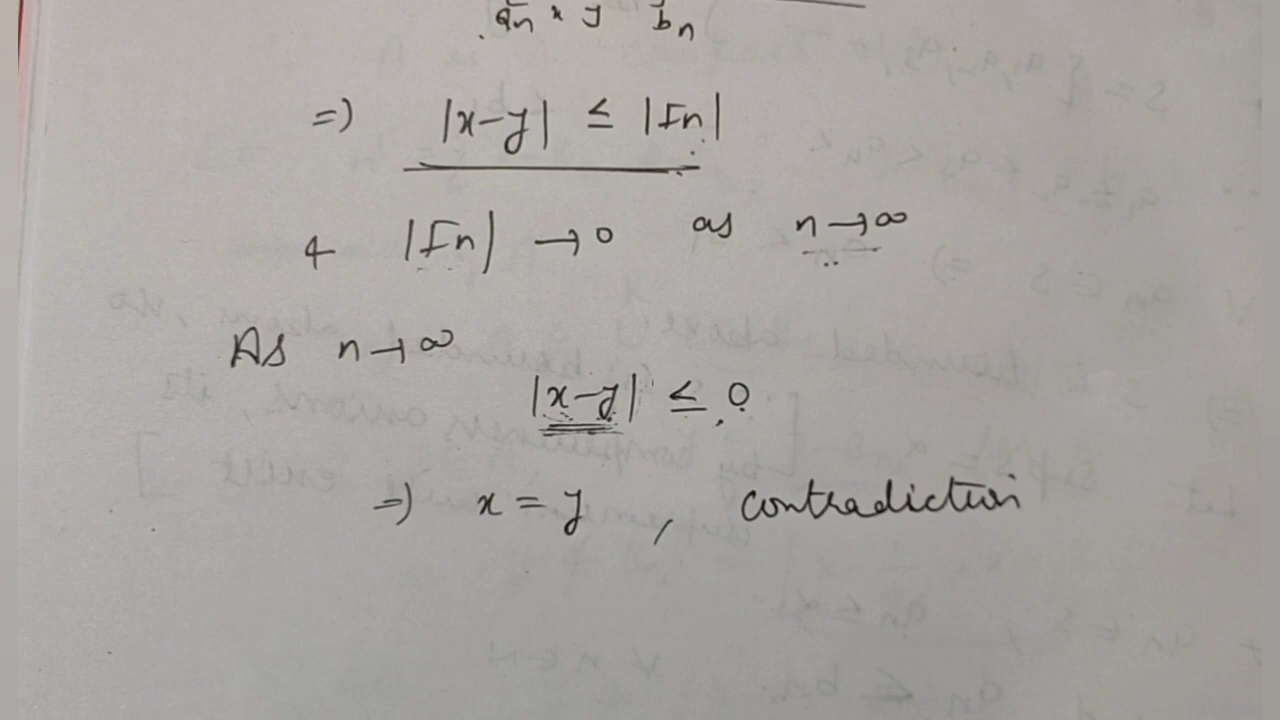 an x y bn
=) |x-y| ≤ |In|
& |In| → 0 as n→∞
As n→∞
|x-y| ≤ 0
=) x = y, contradiction